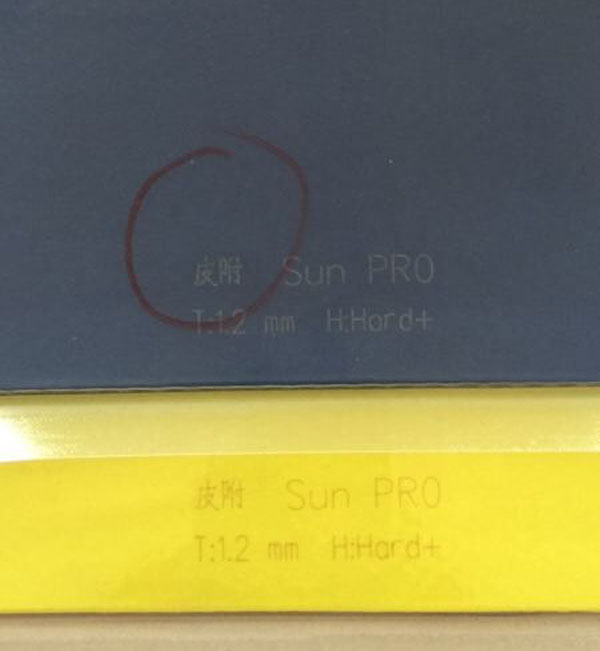 皮附 Sun PRO
T:1.2 mm H:Hard+
皮附 Sun PRO
T:1.2 mm H:Hard+